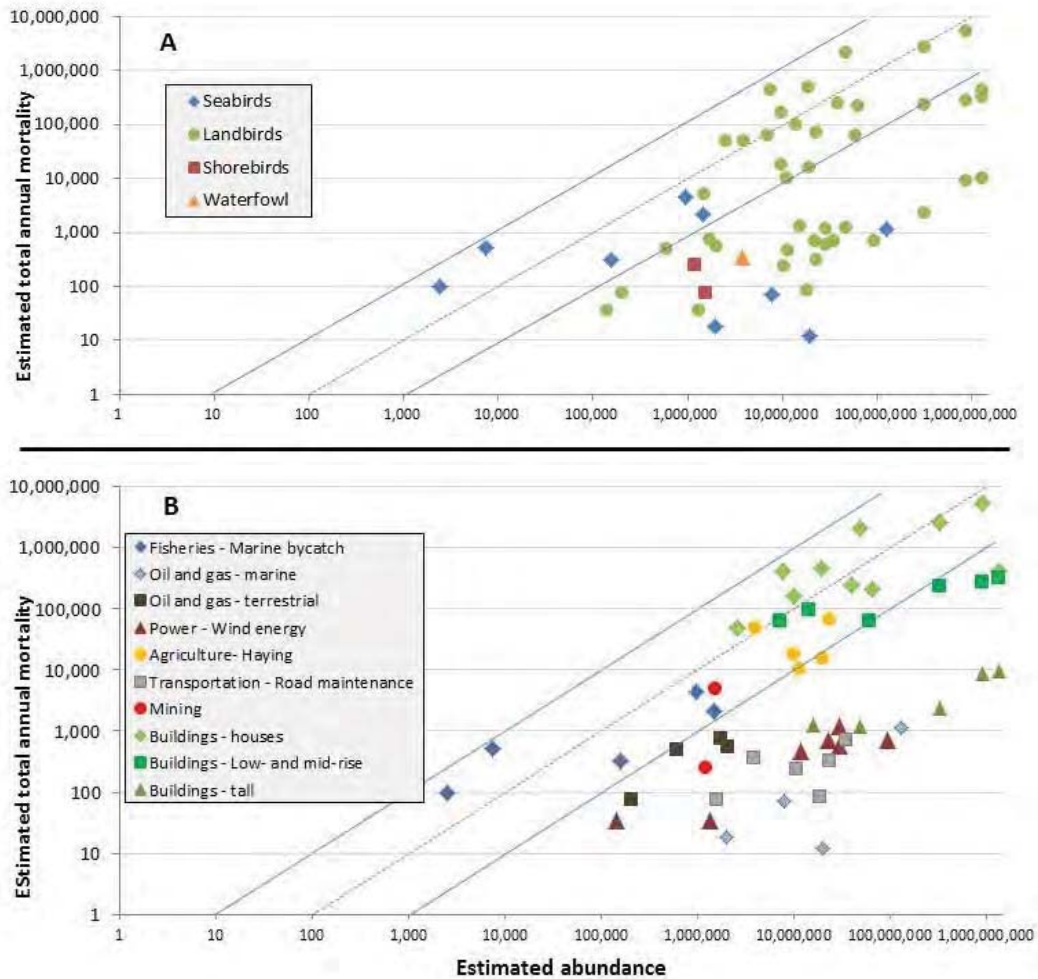 A
Estimated total annual mortality
10,000,000
1,000,000
100,000
10,000
1,000
100
10
1
Seabirds
Landbirds
Shorebirds
Waterfowl
1 10 100 1,000 10,000 100,000 1,000,000 10,000,000 100,000,000 1,000,000,000
B
EStimated total annual mortality
10,000,000
1,000,000
100,000
10,000
1,000
100
10
1
Fisheries - Marine bycatch
Oil and gas - marine
Oil and gas - terrestrial
Power - Wind energy
Agriculture- Haying
Transportation - Road maintenance
Mining
Buildings - houses
Buildings - Low- and mid-rise
Buildings - tall
1 10 100 1,000 10,000 100,000 1,000,000 10,000,000 100,000,000 1,000,000,000
Estimated abundance